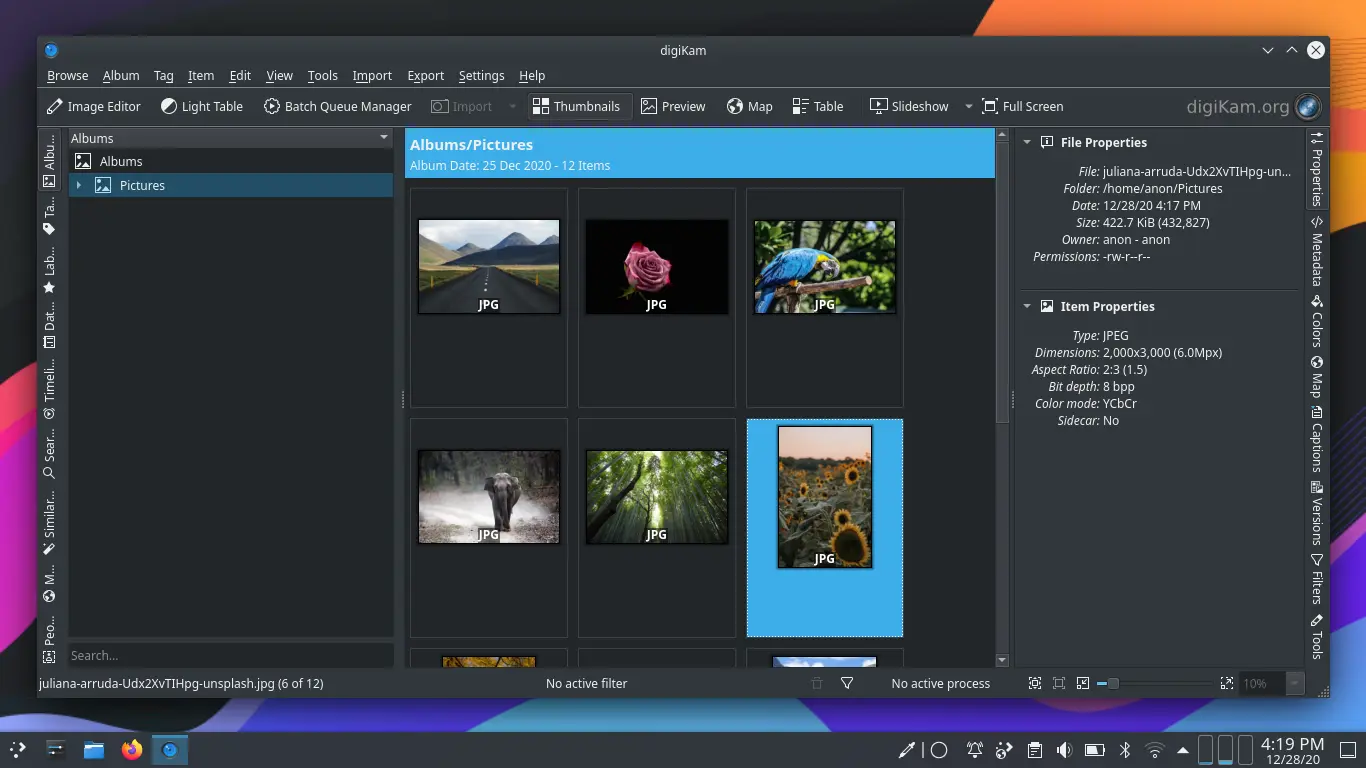 digiKam
Browse Album Tag Item Edit View Tools Import Export Settings Help
Image Editor Light Table Batch Queue Manager Import Thumbnails Preview Map Table Slideshow Full Screen digiKam.org
Albu...
Ta...
Lab...
Dat...
Timeli...
Sear...
Similar...
M...
Peo...
Albums
Albums
Pictures
Search...
Albums/Pictures
Album Date: 25 Dec 2020 - 12 Items
JPG JPG JPG
JPG JPG JPG
File Properties
File: juliana-arruda-Udx2XvTIHpg-un...
Folder: /home/anon/Pictures
Date: 12/28/20 4:17 PM
Size: 422.7 KiB (432,827)
Owner: anon - anon
Permissions: -rw-r--r--
Item Properties
Type: JPEG
Dimensions: 2,000x3,000 (6.0Mpx)
Aspect Ratio: 2:3 (1.5)
Bit depth: 8 bpp
Color mode: YCbCr
Sidecar: No
Properties
Metadata
Colors
Map
Captions
Versions
Filters
Tools
juliana-arruda-Udx2XvTIHpg-unsplash.jpg (6 of 12) No active filter No active process 10%
4:19 PM
12/28/20